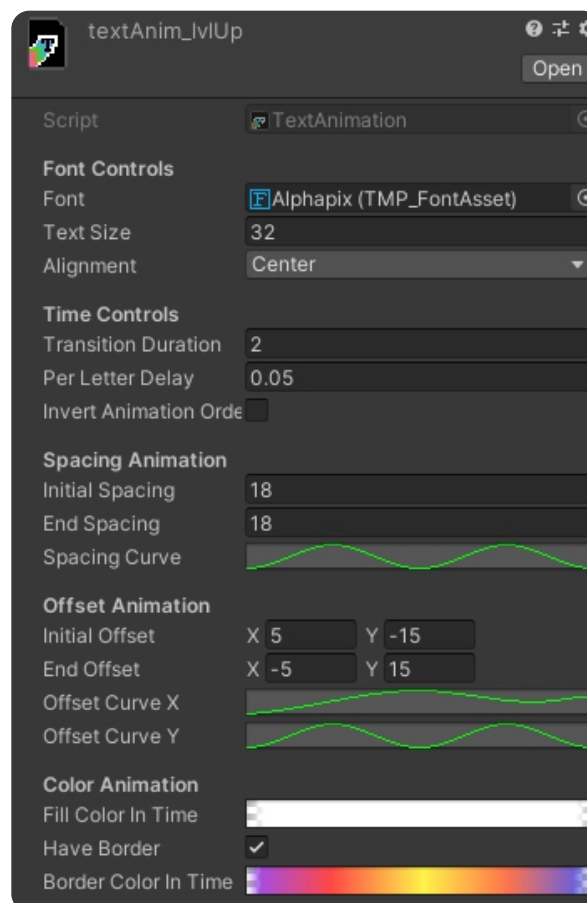 textAnim_lvlUp
Open
Script TextAnimation
Font Controls
Font Alphapix (TMP_FontAsset)
Text Size 32
Alignment Center
Time Controls
Transition Duration 2
Per Letter Delay 0.05
Invert Animation Orde
Spacing Animation
Initial Spacing 18
End Spacing 18
Spacing Curve
Offset Animation
Initial Offset X 5 Y -15
End Offset X -5 Y 15
Offset Curve X
Offset Curve Y
Color Animation
Fill Color In Time
Have Border
Border Color In Time